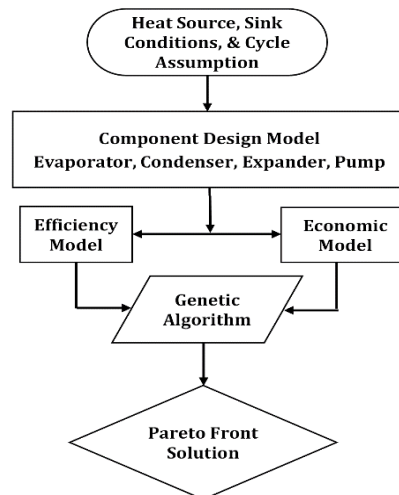 Heat Source, Sink
Conditions, & Cycle
Assumption
Component Design Model
Evaporator, Condenser, Expander, Pump
Efficiency
Model
Economic
Model
Genetic
Algorithm
Pareto Front
Solution